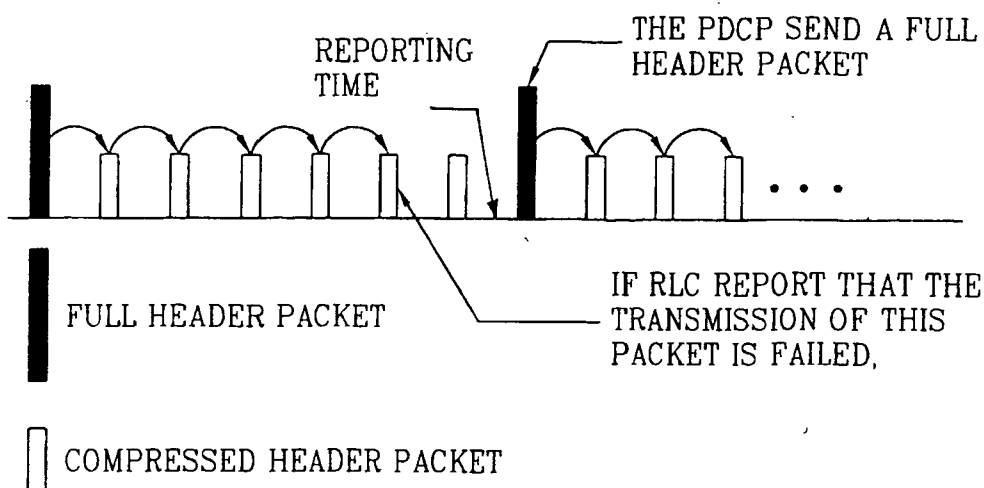 THE PDCP SEND A FULL
HEADER PACKET
REPORTING
TIME
IF RLC REPORT THAT THE
TRANSMISSION OF THIS
PACKET IS FAILED,
FULL HEADER PACKET
COMPRESSED HEADER PACKET